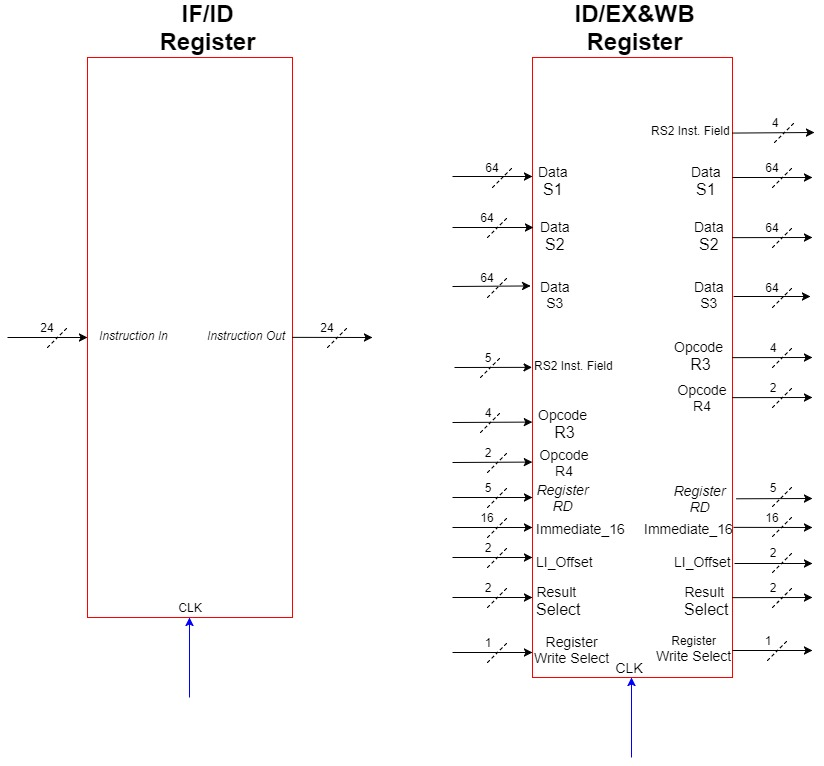 IF/ID
Register
24
Instruction In
Instruction Out
24
CLK
ID/EX&WB
Register
RS2 Inst. Field
4
64
Data
S1
Data
S1
64
64
Data
S2
Data
S2
64
64
Data
S3
Data
S3
64
5
RS2 Inst. Field
Opcode
R3
4
Opcode
R4
2
4
Opcode
R3
2
Opcode
R4
5
Register
RD
Register
RD
5
16
Immediate_16
Immediate_16
16
2
LI_Offset
LI_Offset
2
2
Result
Select
Result
Select
2
1
Register
Write Select
Register
Write Select
1
CLK